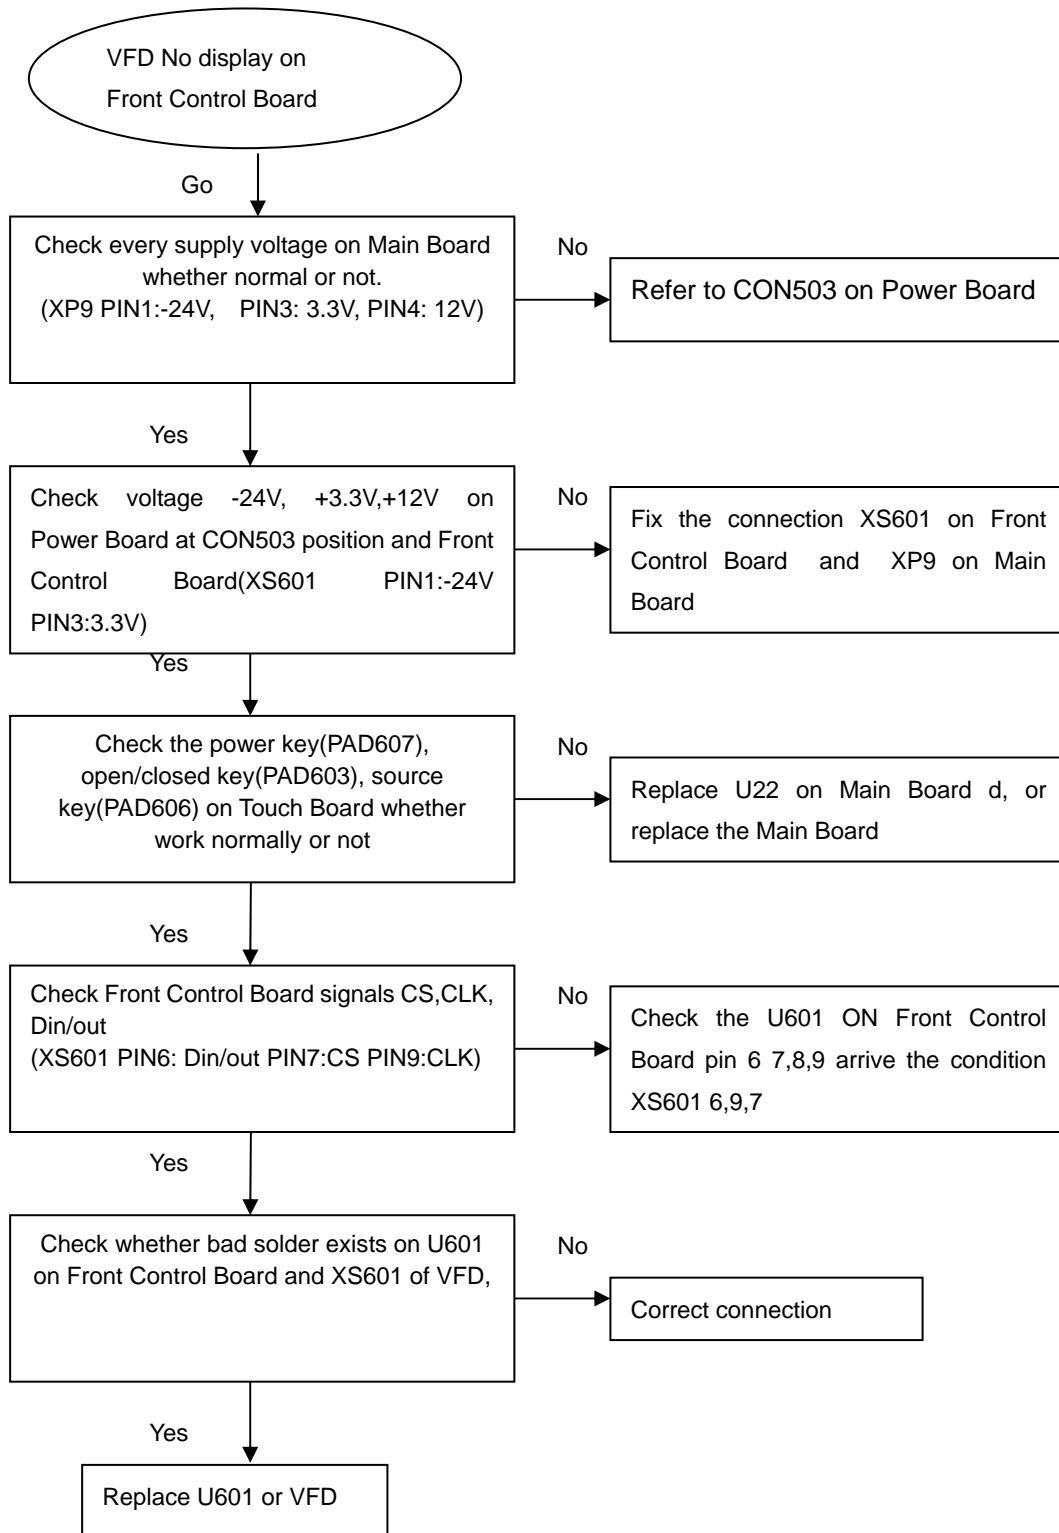 VFD No display on
Front Control Board
Go
Check every supply voltage on Main Board
whether normal or not.
(XP9 PIN1:-24V, PIN3: 3.3V, PIN4: 12V)
No
Refer to CON503 on Power Board
Yes
Check voltage -24V, +3.3V,+12V on
Power Board at CON503 position and Front
Control Board(XS601 PIN1:-24V
PIN3:3.3V)
No
Fix the connection XS601 on Front
Control Board and XP9 on Main
Board
Yes
Check the power key(PAD607),
open/closed key(PAD603), source
key(PAD606) on Touch Board whether
work normally or not
No
Replace U22 on Main Board d, or
replace the Main Board
Yes
Check Front Control Board signals CS,CLK,
Din/out
(XS601 PIN6: Din/out PIN7:CS PIN9:CLK)
No
Check the U601 ON Front Control
Board pin 6 7,8,9 arrive the condition
XS601 6,9,7
Yes
Check whether bad solder exists on U601
on Front Control Board and XS601 of VFD,
No
Correct connection
Yes
Replace U601 or VFD